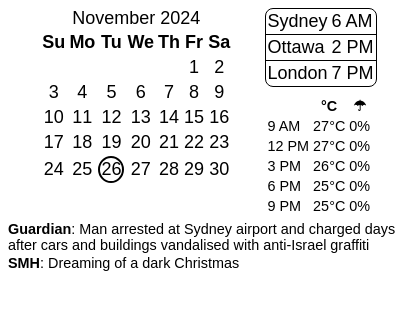 November 2024
Su Mo Tu We Th Fr Sa
1 2
3 4 5 6 7 8 9
10 11 12 13 14 15 16
17 18 19 20 21 22 23
24 25 26 27 28 29 30
Sydney 6 AM
Ottawa 2 PM
London 7 PM
°C ☂
9 AM 27°C 0%
12 PM 27°C 0%
3 PM 26°C 0%
6 PM 25°C 0%
9 PM 25°C 0%
Guardian: Man arrested at Sydney airport and charged days
after cars and buildings vandalised with anti-Israel graffiti
SMH: Dreaming of a dark Christmas